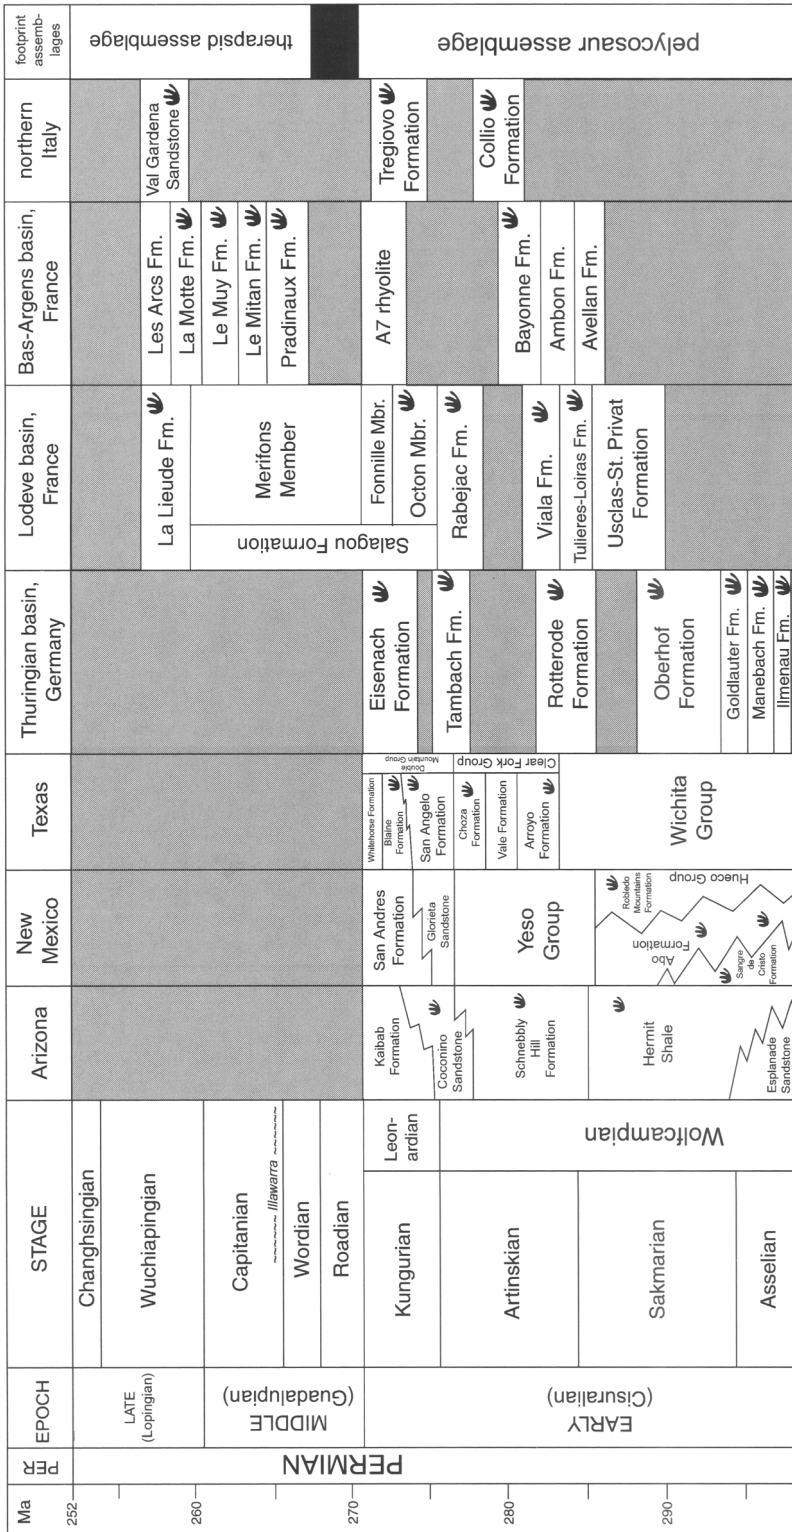 Ma
PER
EPOCH
STAGE
Arizona
New
Mexico
Texas
Thuringian basin,
Germany
Lodeve basin,
France
Bas-Argens basin,
France
northern
Italy
footprint
assemb-
lages
252
260
270
280
290
PERMIAN
LATE
(Lopingian)
MIDDLE
(Guadalupian)
EARLY
(Cisuralian)
Changhsingian
Wuchiapingian
Capitanian
Illawarra
Wordian
Roadian
Kungurian
Artinskian
Sakmarian
Asselian
Leon-
ardian
Wolfcampian
Kaibab
Formation
Coconino
Sandstone
Schnebbly
Hill
Formation
Hermit
Shale
Esplanade
Sandstone
San Andres
Formation
Glorieta
Sandstone
Yeso
Group
Robledo
Mountains
Formation
Hueco Group
Abo
Formation
Sangre
de
Cristo
Formation
Whitehorse Formation
Blaine
Formation
San Angelo
Formation
Double
Mountain Group
Choza
Formation
Vale Formation
Arroyo
Formation
Clear Fork Group
Wichita
Group
Eisenach
Formation
Tambach Fm.
Rotterode
Formation
Oberhof
Formation
Goldlauter Fm.
Manebach Fm.
Ilmenau Fm.
La Lieude Fm.
Merifons
Member
Salagou Formation
Fonnille Mbr.
Octon Mbr.
Rabejac Fm.
Viala Fm.
Tulieres-Loiras Fm.
Usclas-St. Privat
Formation
Les Arcs Fm.
La Motte Fm.
Le Muy Fm.
Le Mitan Fm.
Pradinaux Fm.
A7 rhyolite
Bayonne Fm.
Ambon Fm.
Avellan Fm.
Val Gardena
Sandstone
Tregiovo
Formation
Collio
Formation
therapsid assemblage
pelycosaur assemblage